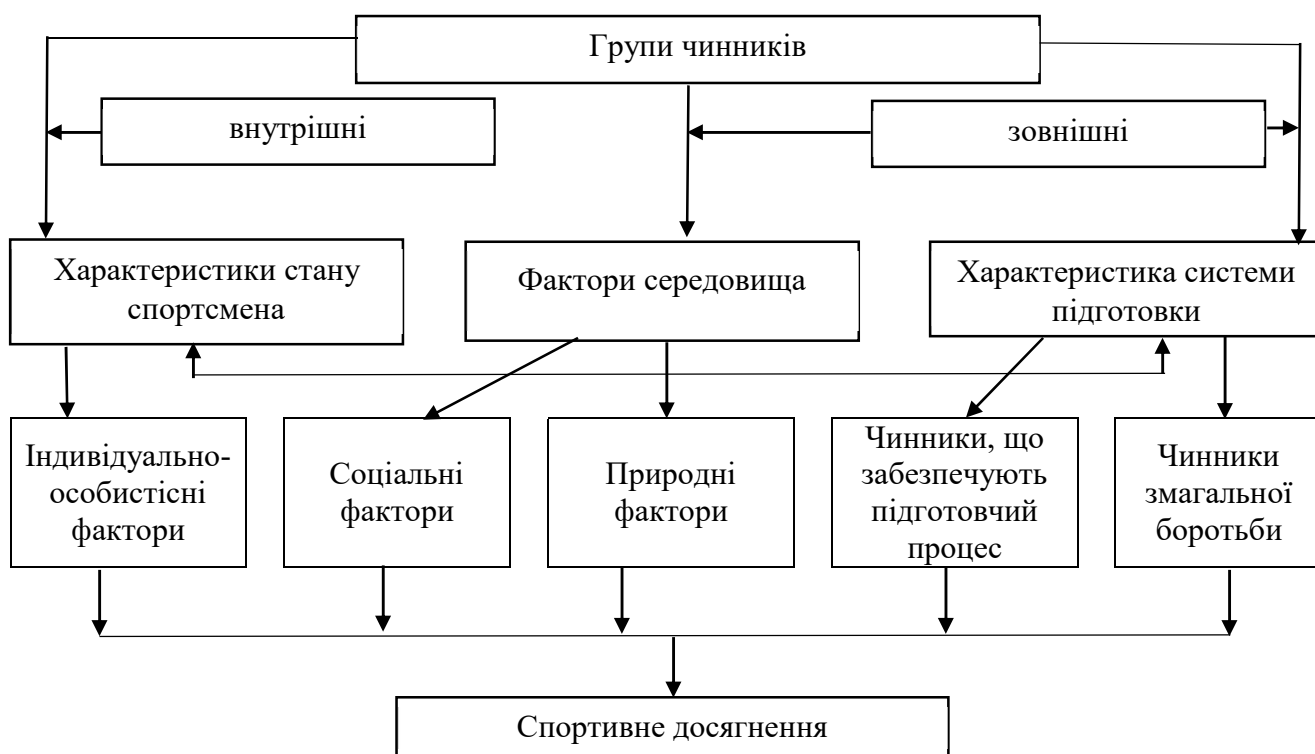 Групи чинників
внутрішні
зовнішні
Характеристики стану
спортсмена
Фактори середовища
Характеристика системи
підготовки
Індивідуально-
особистісні
фактори
Соціальні
фактори
Природні
фактори
Чинники, що
забезпечують
підготовчий
процес
Чинники
змагальної
боротьби
Спортивне досягнення